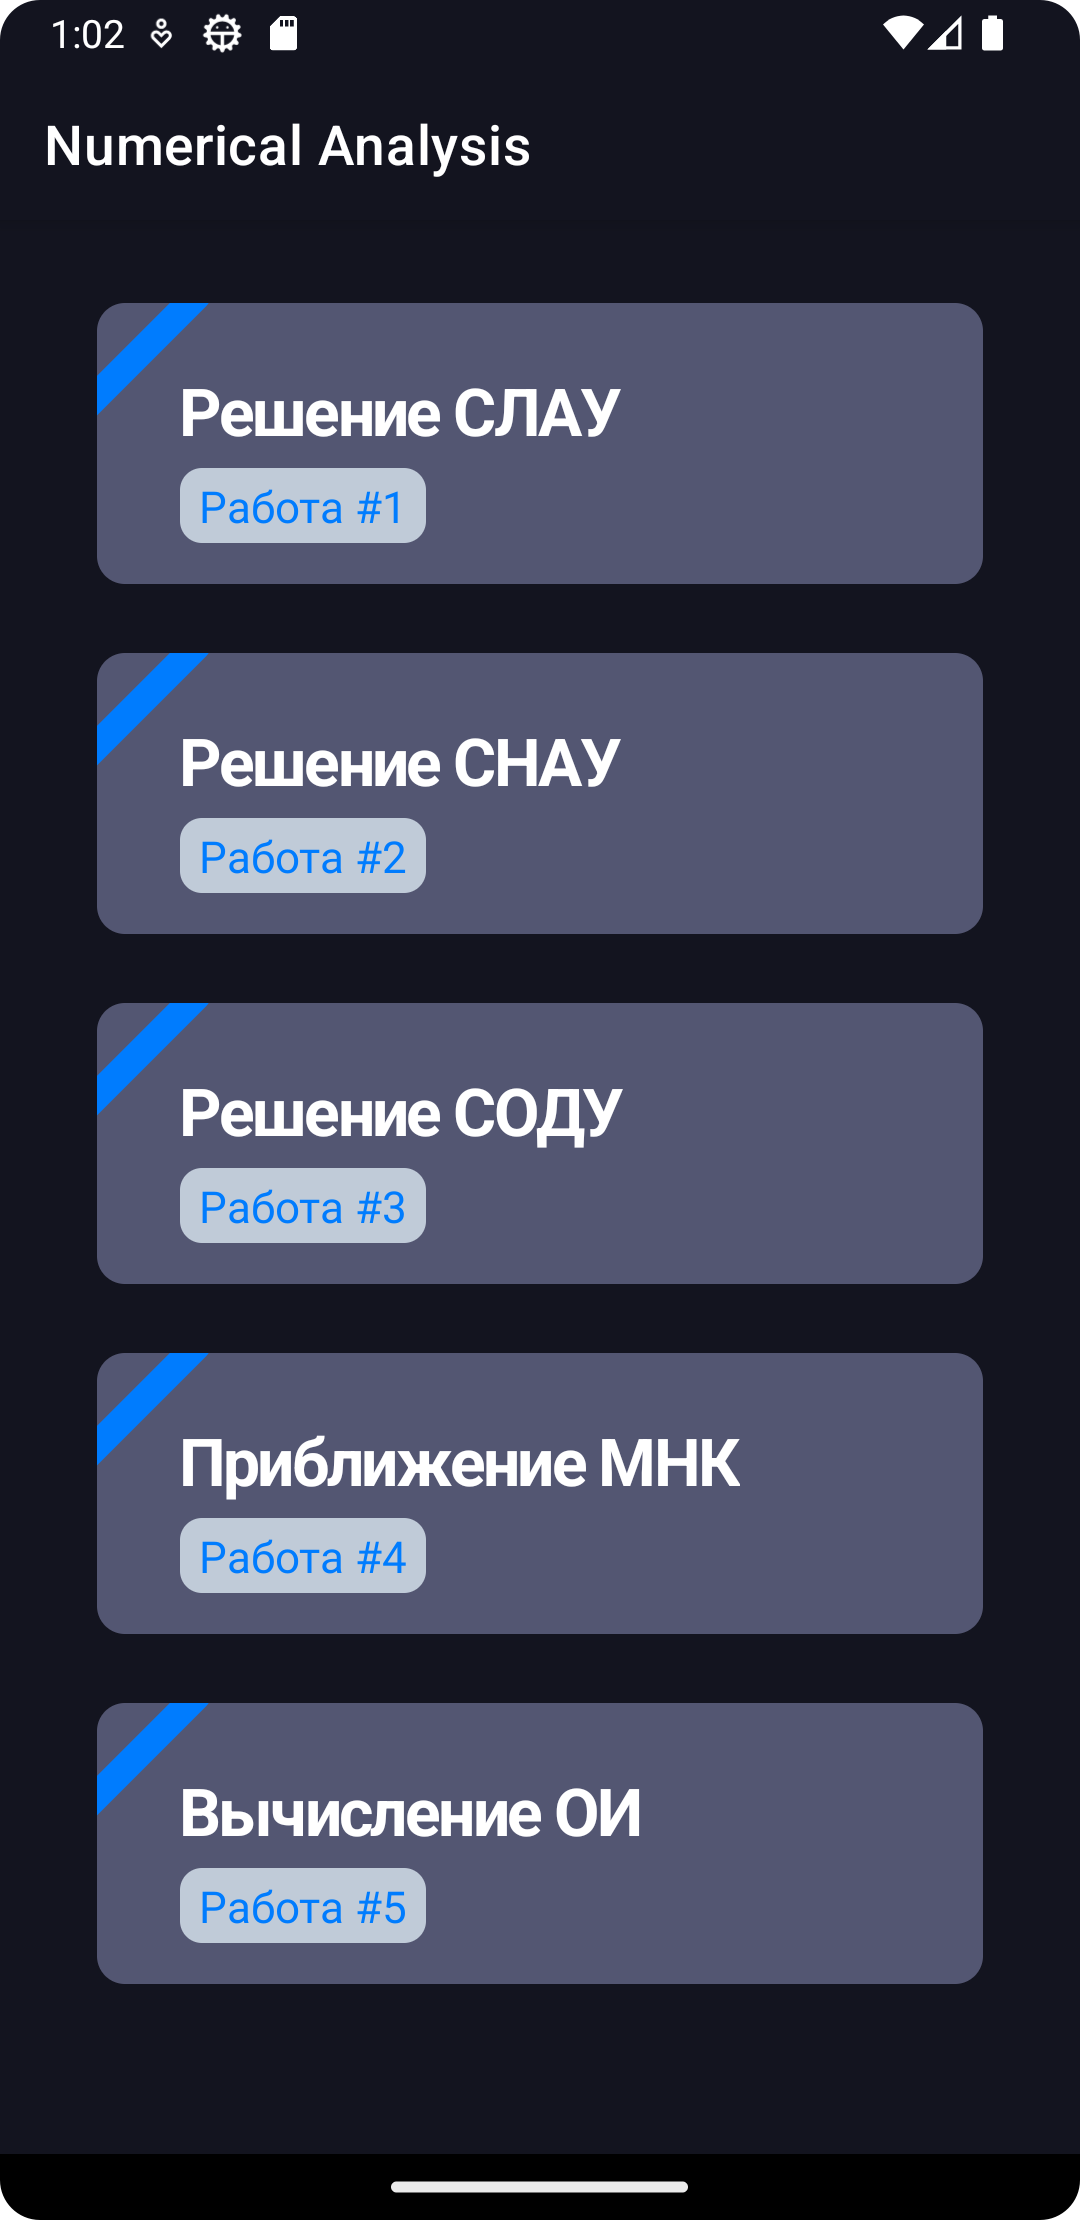 1:02
Numerical Analysis
Решение СЛАУ
Работа #1
Решение СНАУ
Работа #2
Решение СОДУ
Работа #3
Приближение МНК
Работа #4
Вычисление ОИ
Работа #5